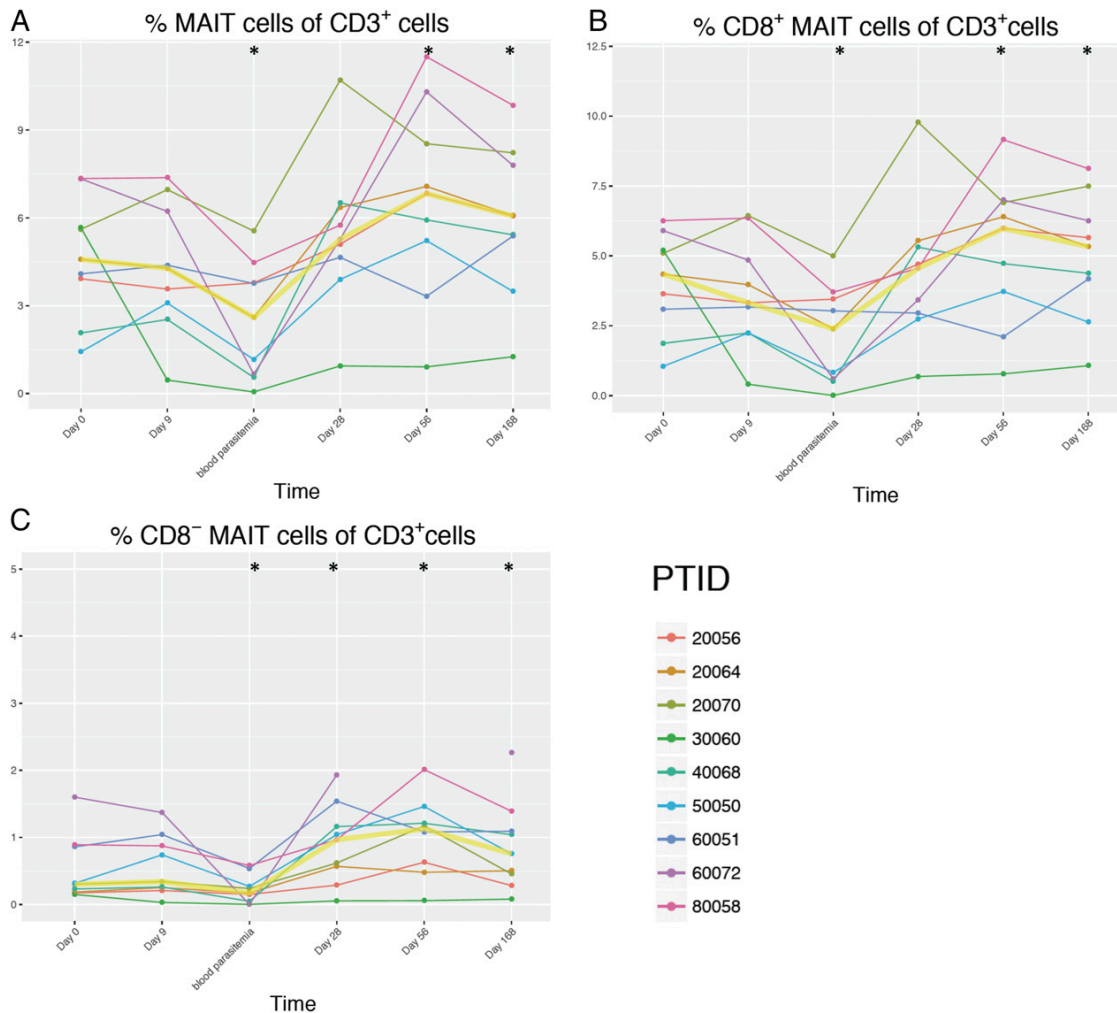 A
% MAIT cells of CD3⁺ cells
* * *
12
9
6
3
0
Day 0
Day 9
blood parasitemia
Day 28
Day 56
Day 168
Time
B
% CD8⁺ MAIT cells of CD3⁺cells
* * *
12.5
10.0
7.5
5.0
2.5
0.0
Day 0
Day 9
blood parasitemia
Day 28
Day 56
Day 168
Time
C
% CD8⁻ MAIT cells of CD3⁺cells
* * * *
5
4
3
2
1
0
Day 0
Day 9
blood parasitemia
Day 28
Day 56
Day 168
Time
PTID
20056
20064
20070
30060
40068
50050
60051
60072
80058